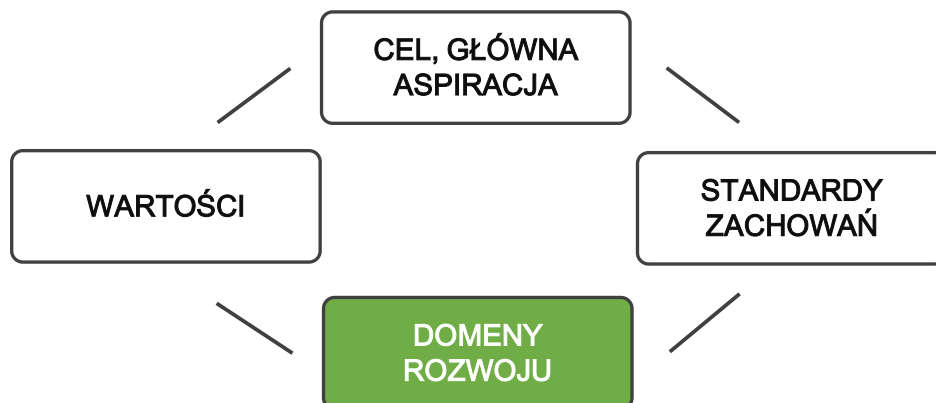 CEL, GŁÓWNA
ASPIRACJA
WARTOŚCI
STANDARDY
ZACHOWAŃ
DOMENY
ROZWOJU